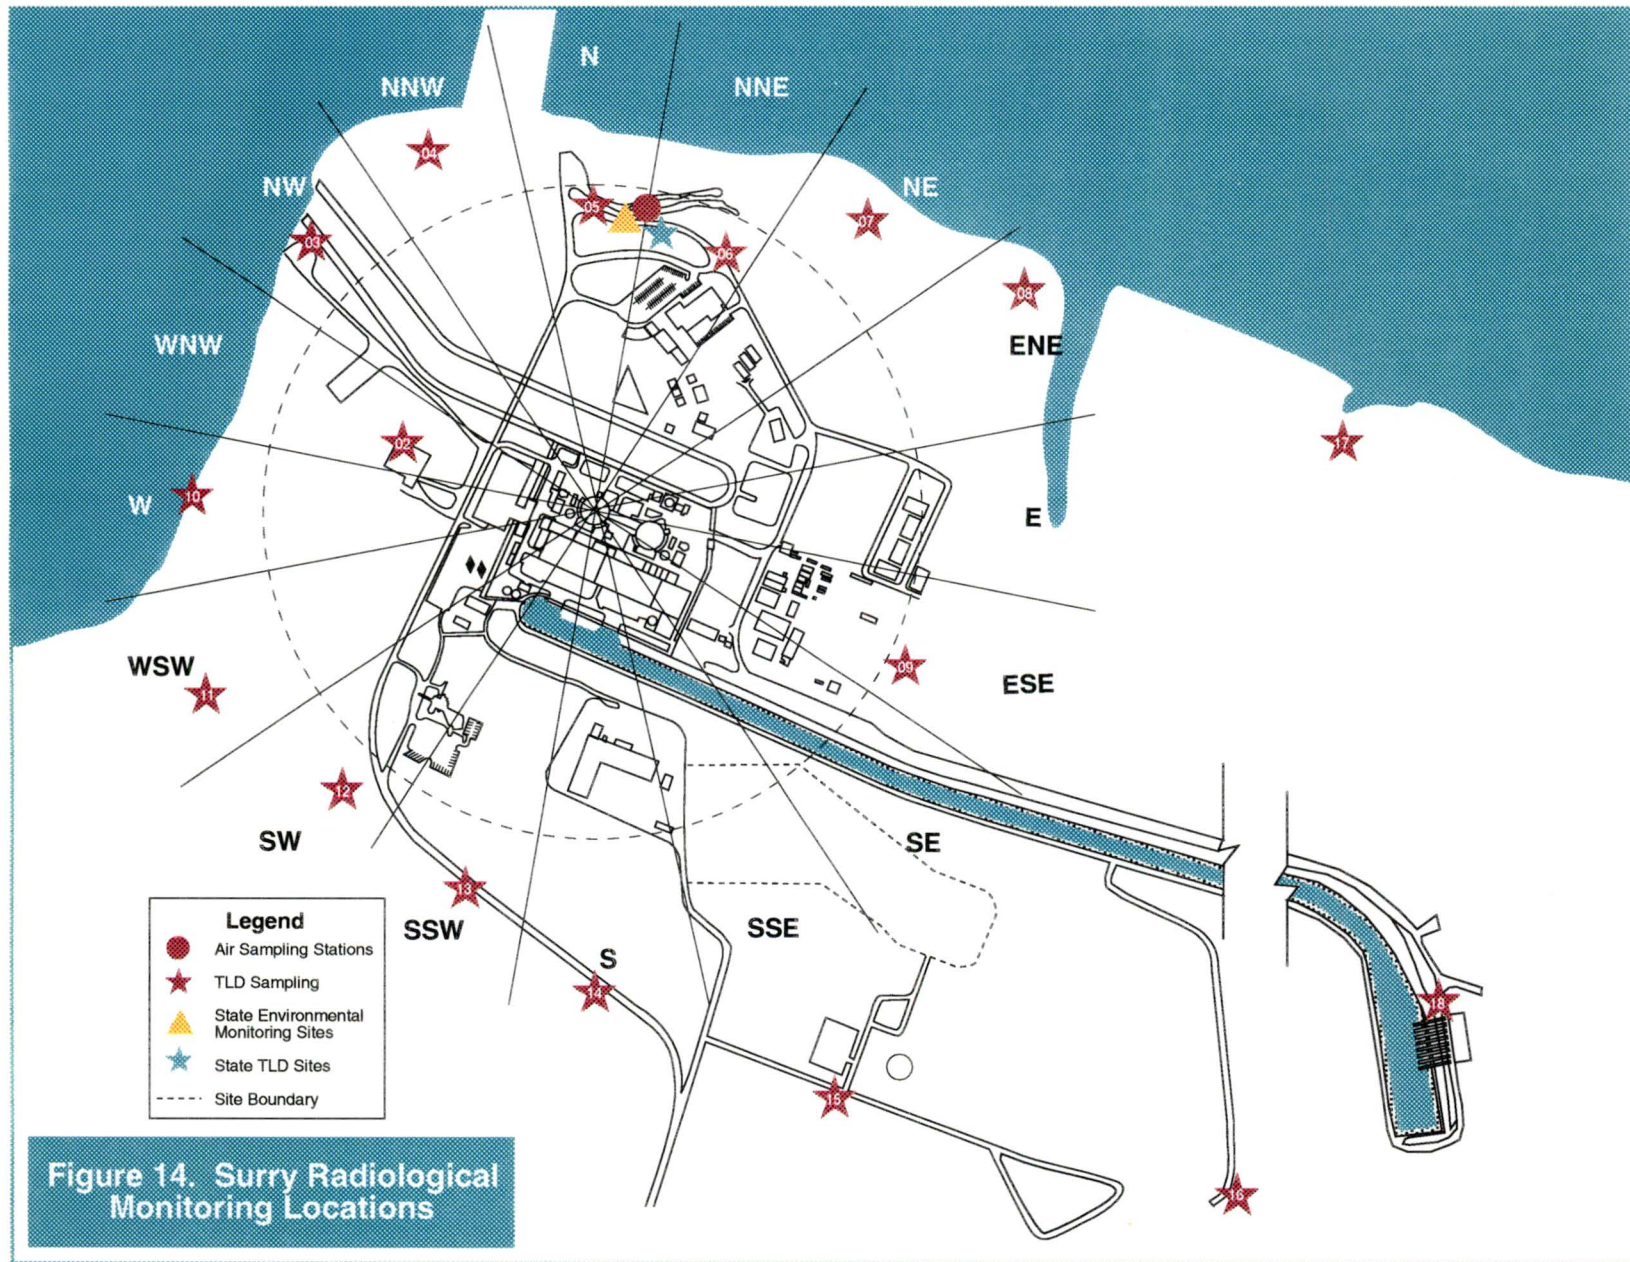 N
NNW
NNE
04
NW
NE
05
07
03
06
08
WNW
ENE
02
17
10
W
E
09
WSW
11
ESE
12
SW
SE
13
SSW
SSE
S
14
18
15
16
Legend
Air Sampling Stations
TLD Sampling
State Environmental
Monitoring Sites
State TLD Sites
Site Boundary
Figure 14. Surry Radiological
Monitoring Locations